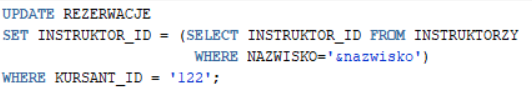 UPDATE REZERWACJE
SET INSTRUKTOR_ID = (SELECT INSTRUKTOR_ID FROM INSTRUKTORZY
WHERE NAZWISKO='&nazwisko')
WHERE KURSANT_ID = '122';